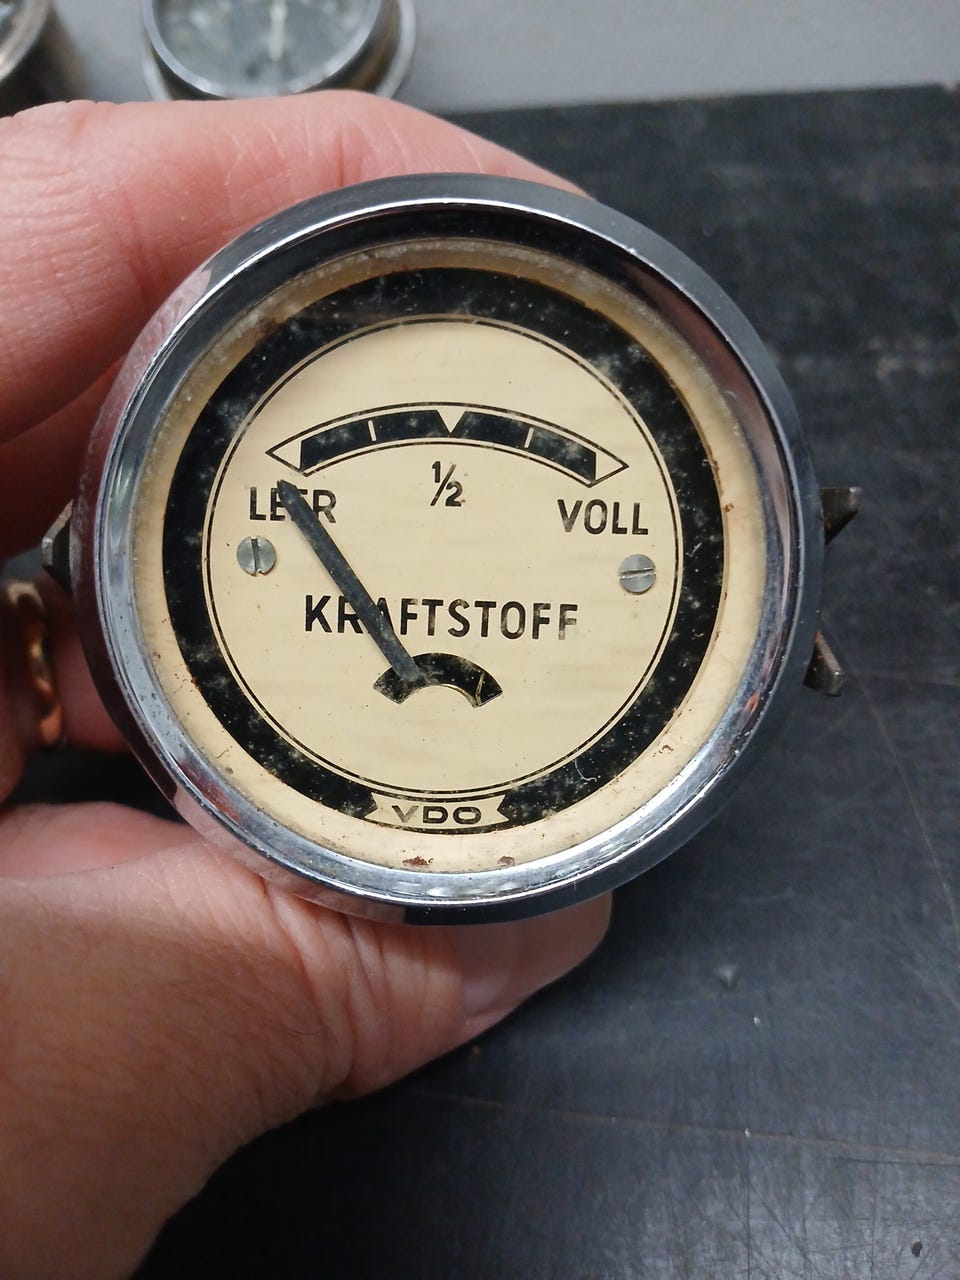 ½
LEER VOLL
KRAFTSTOFF
VDO